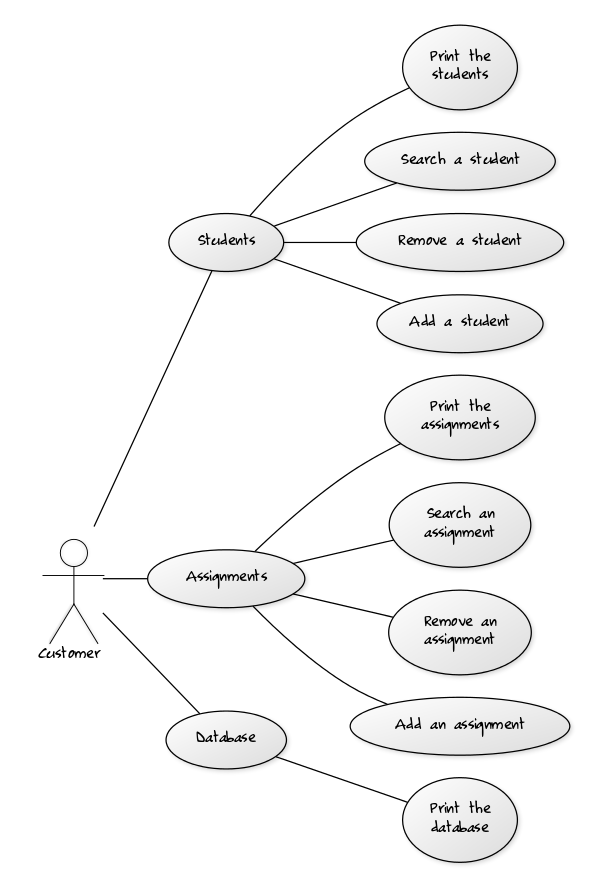 Print the
students
Search a student
Students
Remove a student
Add a student
Print the
assignments
Search an
assignment
Assignments
Remove an
assignment
Customer
Add an assignment
Database
Print the
database